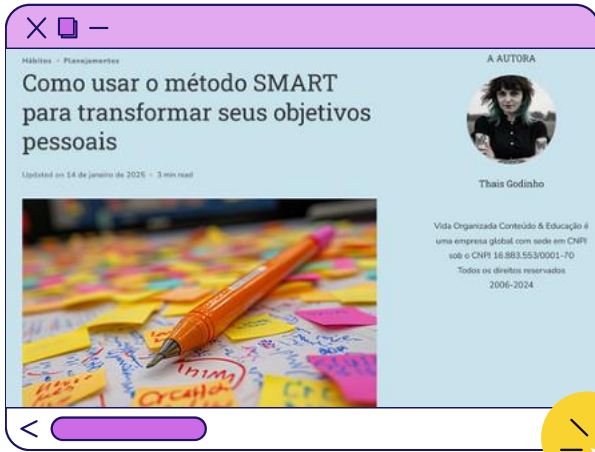 Hábitos • Planejamentos
Como usar o método SMART
para transformar seus objetivos
pessoais
Updated on 14 de janeiro de 2025 • 3 min read
A AUTORA
Thais Godinho
Vida Organizada Conteúdo & Educação é
uma empresa global com sede em CNPJ
sob o CNPJ 16.883.553/0001-70
Todos os direitos reservados
2006-2024